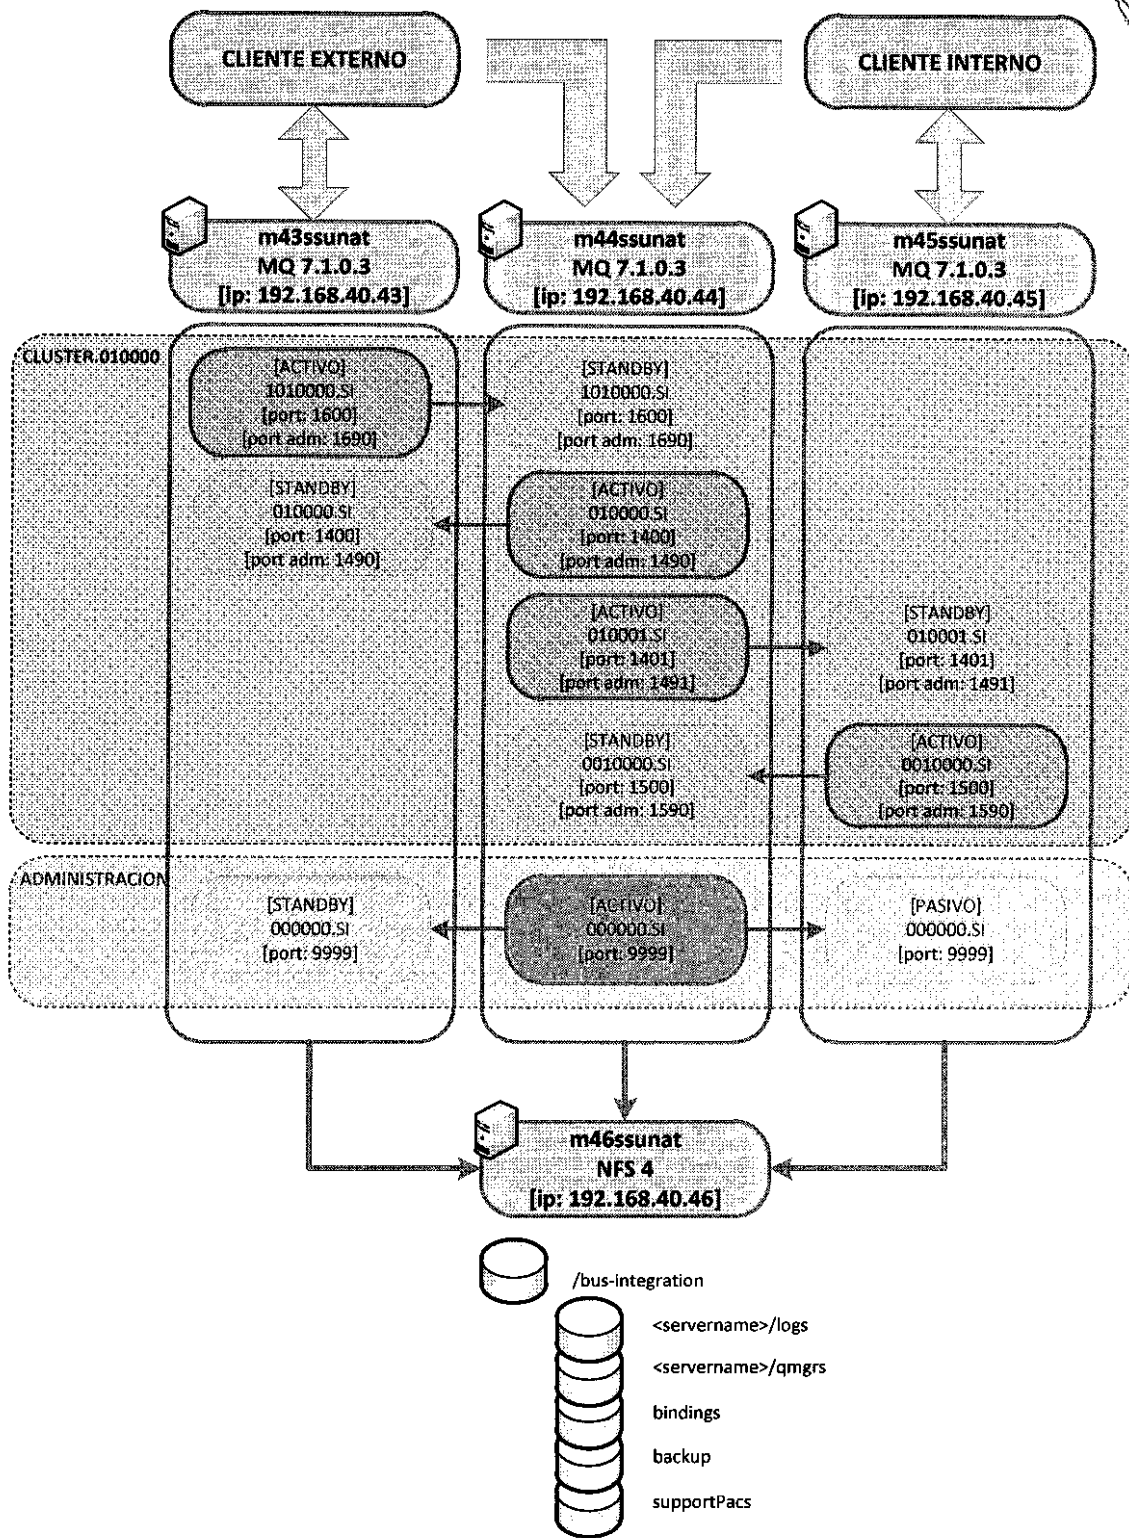 CLIENTE EXTERNO
CLIENTE INTERNO
m43ssunat
MQ 7.1.0.3
[ip: 192.168.40.43]
m44ssunat
MQ 7.1.0.3
[ip: 192.168.40.44]
m45ssunat
MQ 7.1.0.3
[ip: 192.168.40.45]
CLUSTER.010000
[ACTIVO]
1010000.SI
[port: 1600]
[port adm: 1690]
[STANDBY]
1010000.SI
[port: 1600]
[port adm: 1690]
[STANDBY]
010000.SI
[port: 1400]
[port adm: 1490]
[ACTIVO]
010000.SI
[port: 1400]
[port adm: 1490]
[ACTIVO]
010001.SI
[port: 1401]
[port adm: 1491]
[STANDBY]
010001.SI
[port: 1401]
[port adm: 1491]
[STANDBY]
0010000.SI
[port: 1500]
[port adm: 1590]
[ACTIVO]
0010000.SI
[port: 1500]
[port adm: 1590]
ADMINISTRACION
[STANDBY]
000000.SI
[port: 9999]
[ACTIVO]
000000.SI
[port: 9999]
[PASIVO]
000000.SI
[port: 9999]
m46ssunat
NFS 4
[ip: 192.168.40.46]
/bus-integration
<servername>/logs
<servername>/qmgrs
bindings
backup
supportPacs